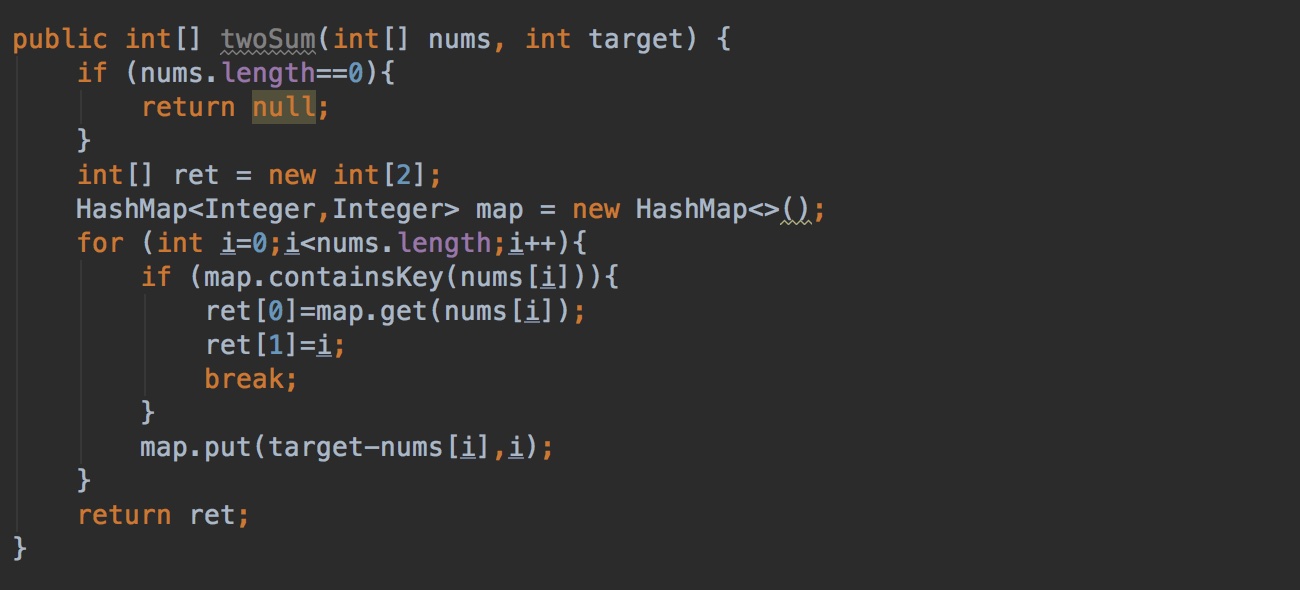 public int[] twoSum(int[] nums, int target) {
    if (nums.length==0){
        return null;
    }
    int[] ret = new int[2];
    HashMap<Integer,Integer> map = new HashMap<>();
    for (int i=0;i<nums.length;i++){
        if (map.containsKey(nums[i])){
            ret[0]=map.get(nums[i]);
            ret[1]=i;
            break;
        }
        map.put(target-nums[i],i);
    }
    return ret;
}